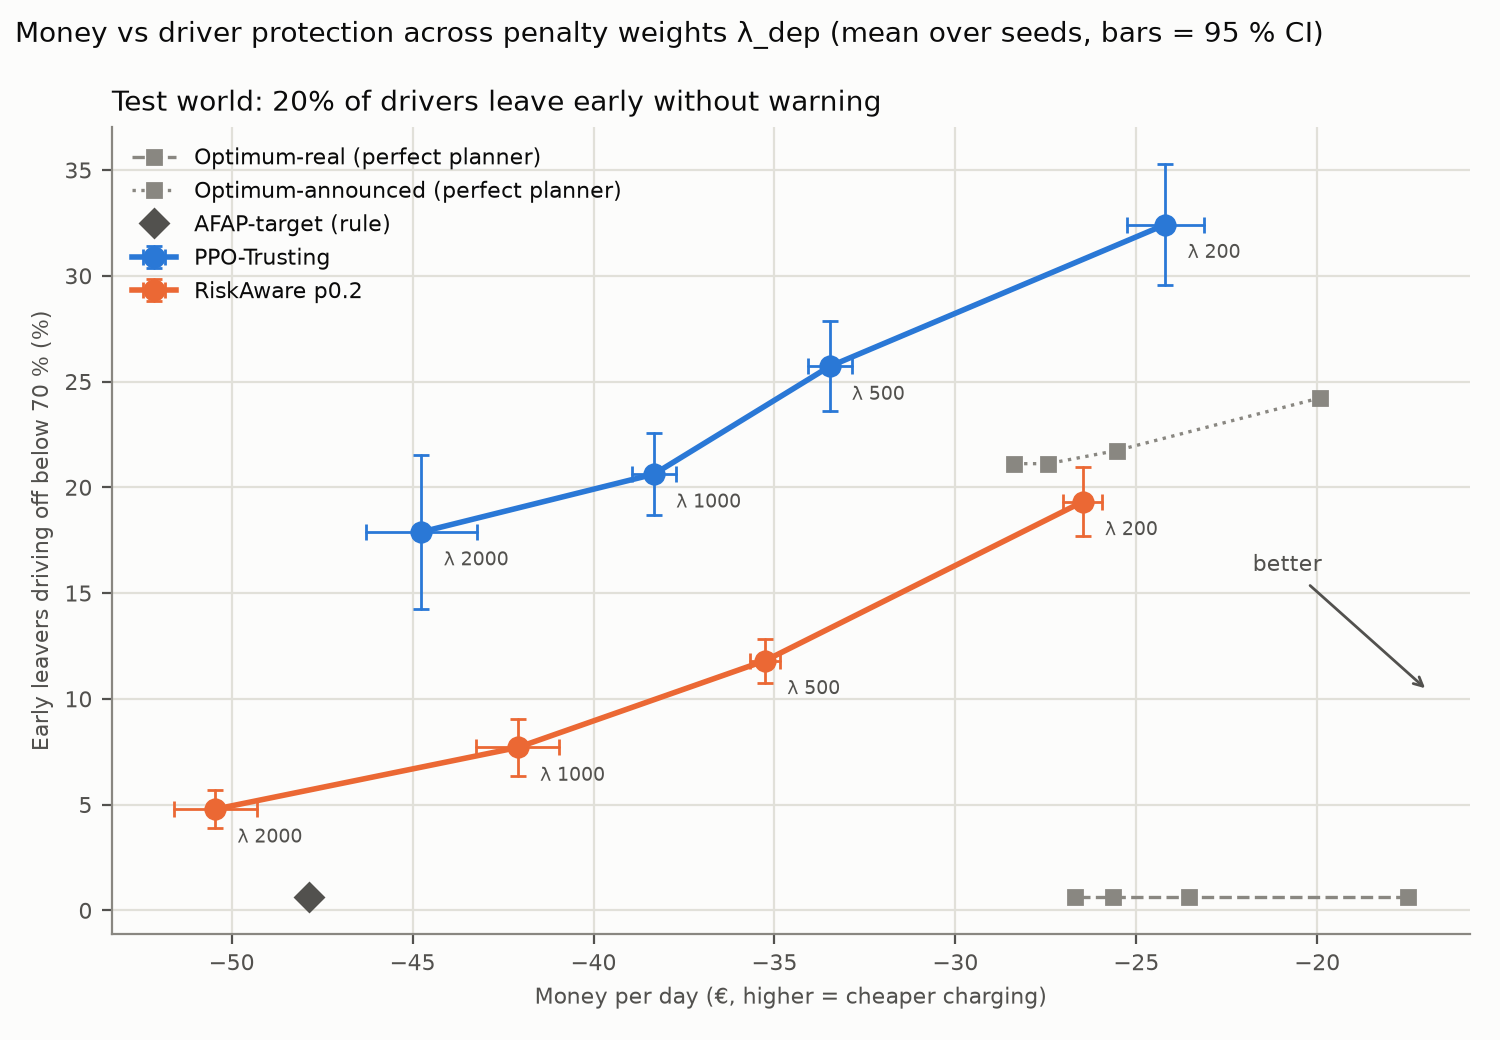 Money vs driver protection across penalty weights λ_dep (mean over seeds, bars = 95 % CI)
Test world: 20% of drivers leave early without warning
Optimum-real (perfect planner)
Optimum-announced (perfect planner)
AFAP-target (rule)
PPO-Trusting
RiskAware p0.2
Early leavers driving off below 70 % (%)
35
30
25
20
15
10
5
0
λ 200
λ 500
λ 1000
λ 2000
λ 200
λ 500
λ 1000
λ 2000
better
−50
−45
−40
−35
−30
−25
−20
Money per day (€, higher = cheaper charging)